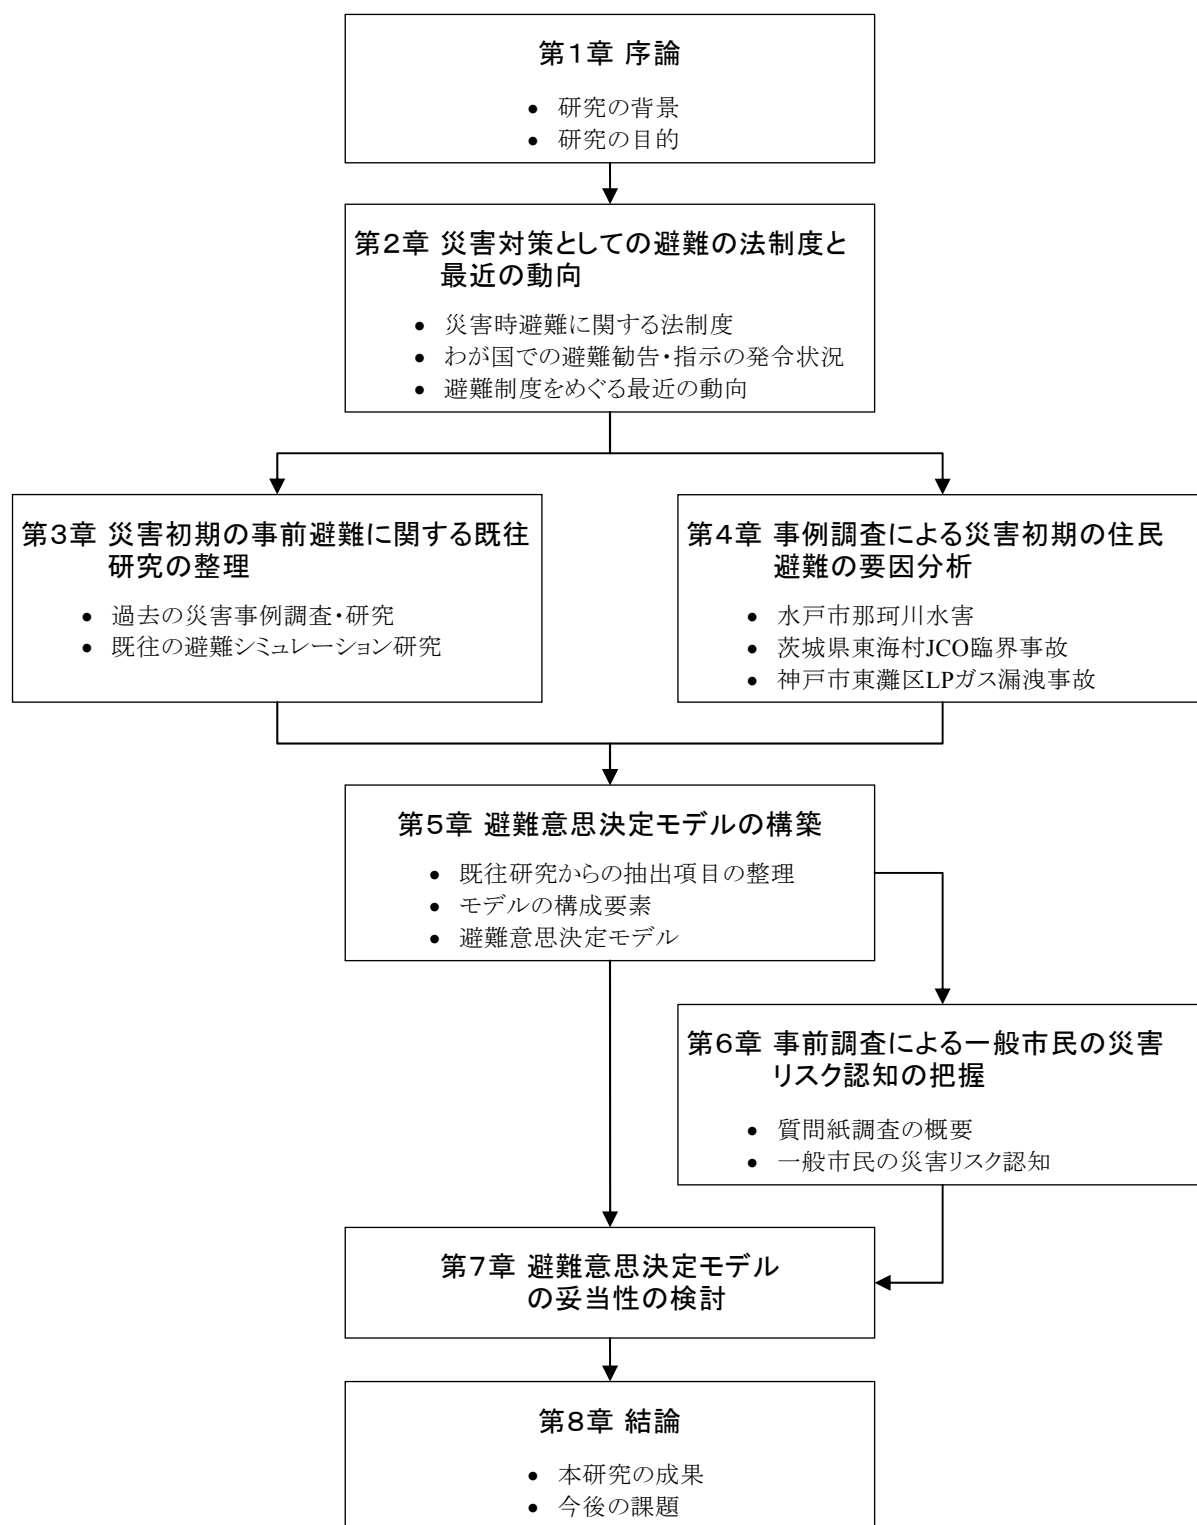 第1章 序論
• 研究の背景
• 研究の目的
第2章 災害対策としての避難の法制度と
最近の動向
• 災害時避難に関する法制度
• わが国での避難勧告・指示の発令状況
• 避難制度をめぐる最近の動向
第3章 災害初期の事前避難に関する既往
研究の整理
• 過去の災害事例調査・研究
• 既往の避難シミュレーション研究
第4章 事例調査による災害初期の住民
避難の要因分析
• 水戸市那珂川水害
• 茨城県東海村JCO臨界事故
• 神戸市東灘区LPガス漏洩事故
第5章 避難意思決定モデルの構築
• 既往研究からの抽出項目の整理
• モデルの構成要素
• 避難意思決定モデル
第6章 事前調査による一般市民の災害
リスク認知の把握
• 質問紙調査の概要
• 一般市民の災害リスク認知
第7章 避難意思決定モデル
の妥当性の検討
第8章 結論
• 本研究の成果
• 今後の課題